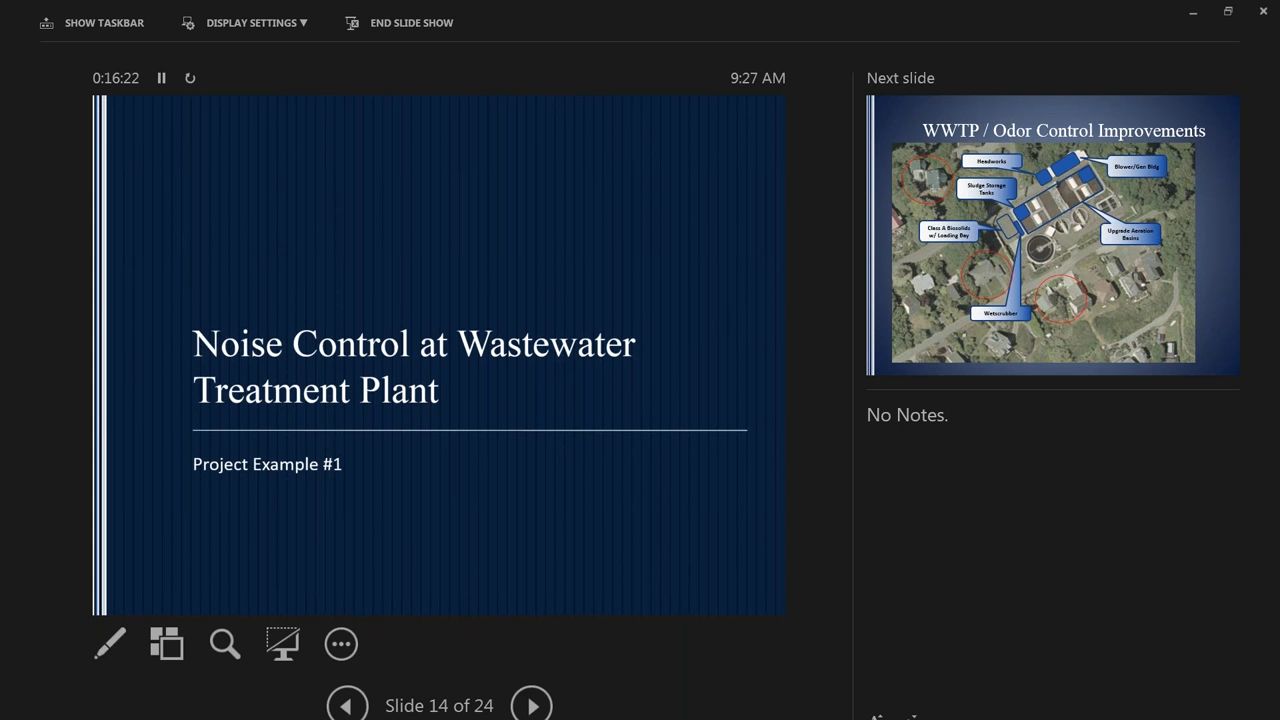 SHOW TASKBAR
DISPLAY SETTINGS ▼
END SLIDE SHOW
0:16:22
9:27 AM
Noise Control at Wastewater
Treatment Plant
Project Example #1
Slide 14 of 24
Next slide
WWTP / Odor Control Improvements
Headworks
Blower/Gen Bldg
Sludge Storage
Tanks
Class A Biosolids
w/ Loading Bay
Upgrade Aeration
Basins
Wetscrubber
No Notes.